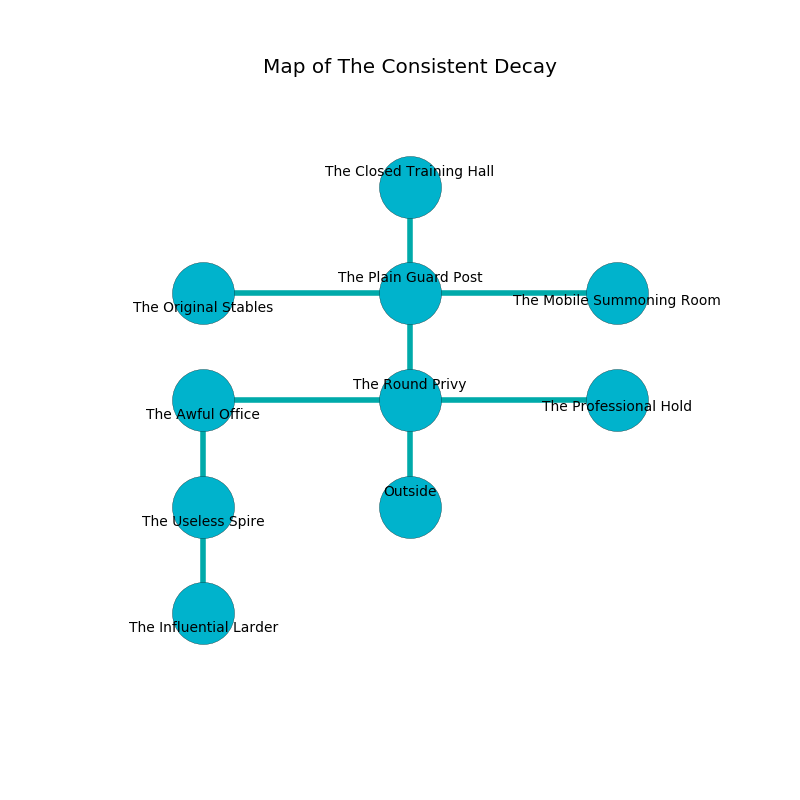 Map of The Consistent Decay
The Closed Training Hall
The Plain Guard Post
The Original Stables
The Mobile Summoning Room
The Round Privy
The Awful Office
The Professional Hold
Outside
The Useless Spire
The Influential Larder